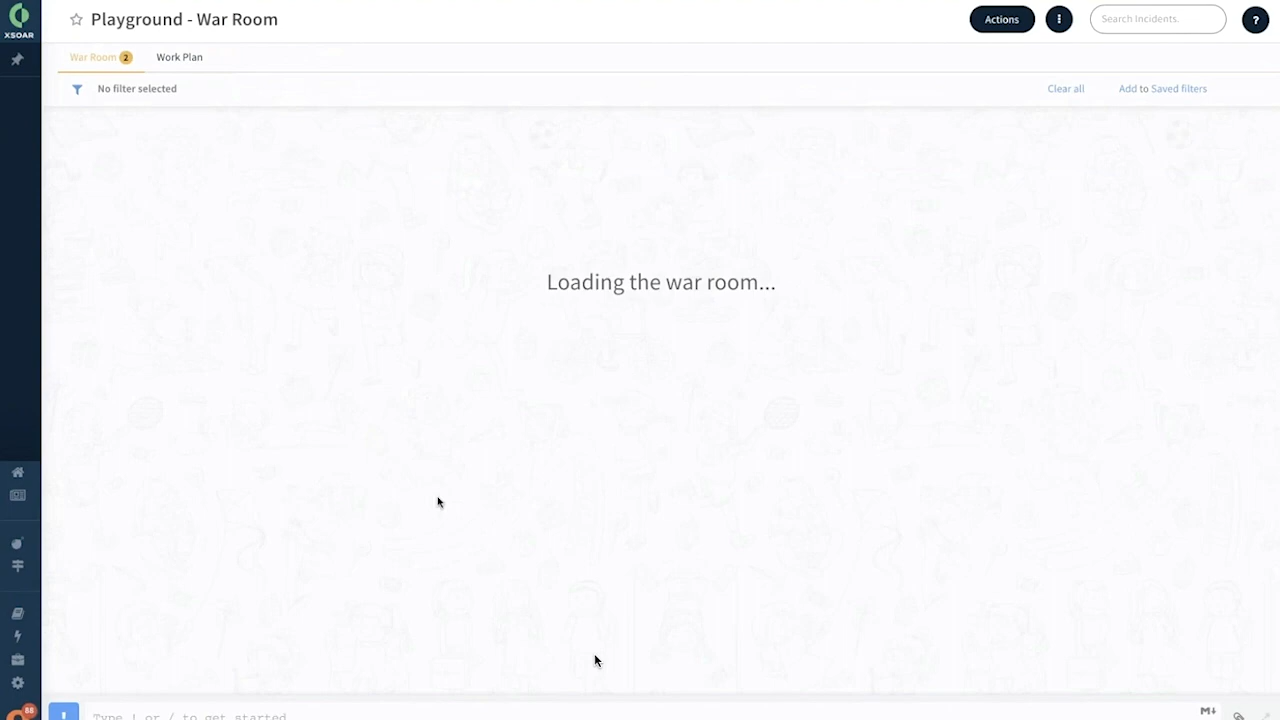 XSOAR
Playground - War Room
Actions
Search Incidents.
?
War Room 2
Work Plan
No filter selected
Clear all
Add to Saved filters
Loading the war room...
88
! Type ! or / to get started
M↓